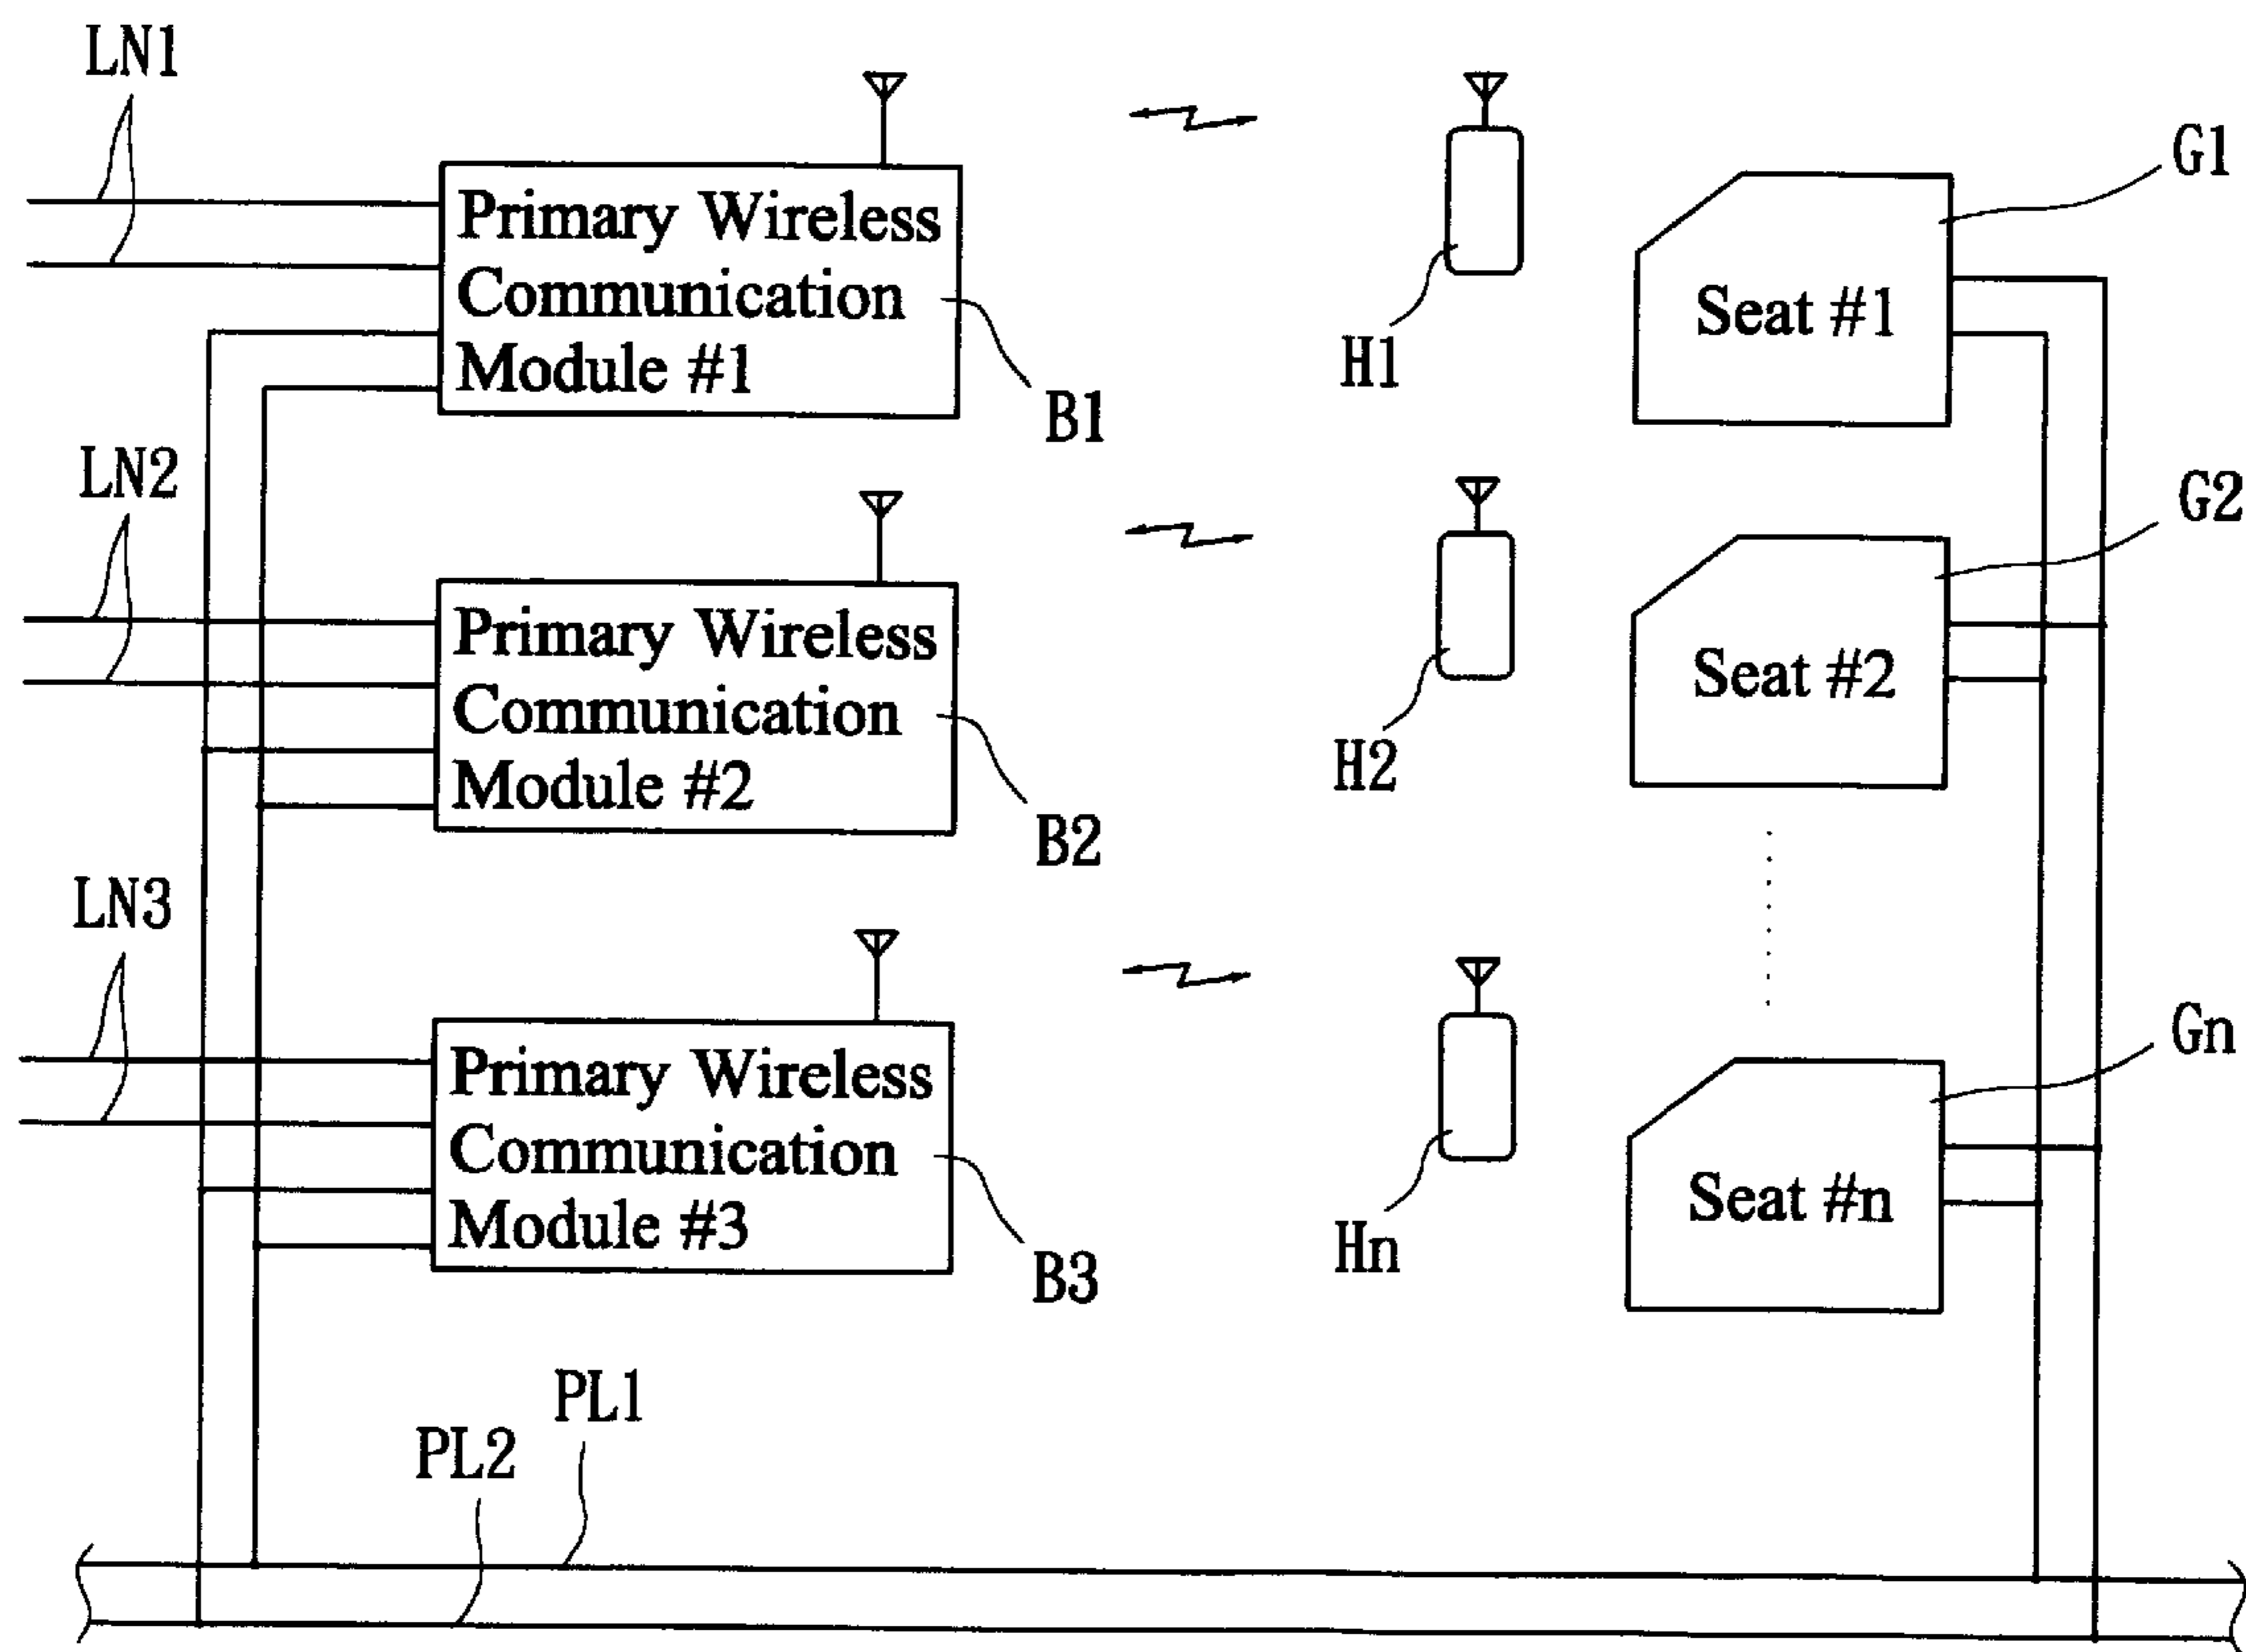 LN1
Primary Wireless
Communication
Module #1
B1
H1
Seat #1
G1
LN2
Primary Wireless
Communication
Module #2
B2
H2
Seat #2
G2
LN3
Primary Wireless
Communication
Module #3
B3
Hn
Seat #n
Gn
PL1
PL2